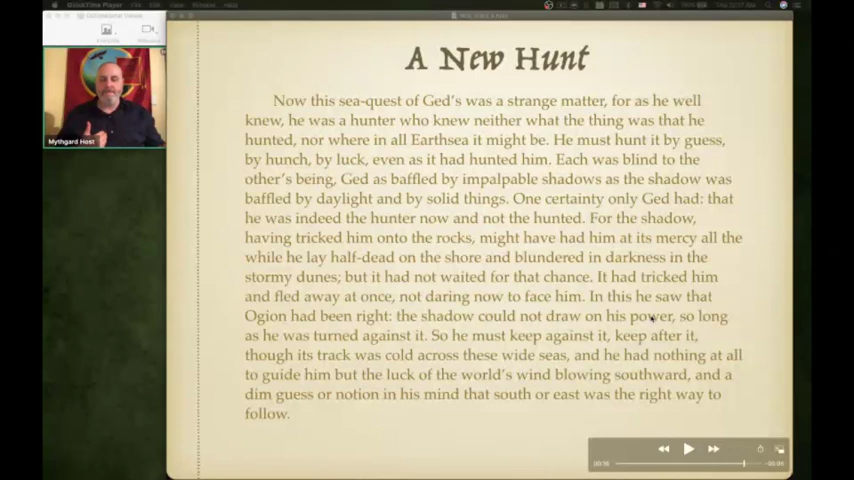 QuickTime Player
A New Hunt
Now this sea-quest of Ged's was a strange matter, for as he well
knew, he was a hunter who knew neither what the thing was that he
hunted, nor where in all Earthsea it might be. He must hunt it by guess,
by hunch, by luck, even as it had hunted him. Each was blind to the
other's being, Ged as baffled by impalpable shadows as the shadow was
baffled by daylight and by solid things. One certainty only Ged had: that
he was indeed the hunter now and not the hunted. For the shadow,
having tricked him onto the rocks, might have had him at its mercy all the
while he lay half-dead on the shore and blundered in darkness in the
stormy dunes; but it had not waited for that chance. It had tricked him
and fled away at once, not daring now to face him. In this he saw that
Ogion had been right: the shadow could not draw on his power, so long
as he was turned against it. So he must keep against it, keep after it,
though its track was cold across these wide seas, and he had nothing at all
to guide him but the luck of the world's wind blowing southward, and a
dim guess or notion in his mind that south or east was the right way to
follow.
Mythgard Host